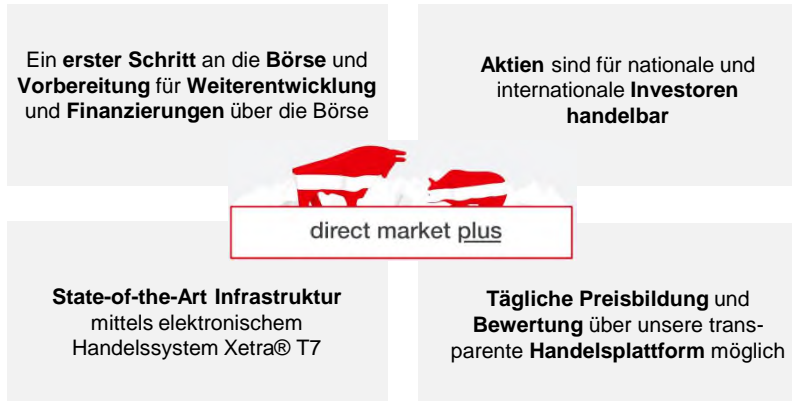 Ein erster Schritt an die Börse und
Vorbereitung für Weiterentwicklung
und Finanzierungen über die Börse
Aktien sind für nationale und
internationale Investoren
handelbar
direct market plus
State-of-the-Art Infrastruktur
mittels elektronischem
Handelssystem Xetra® T7
Tägliche Preisbildung und
Bewertung über unsere trans-
parente Handelsplattform möglich